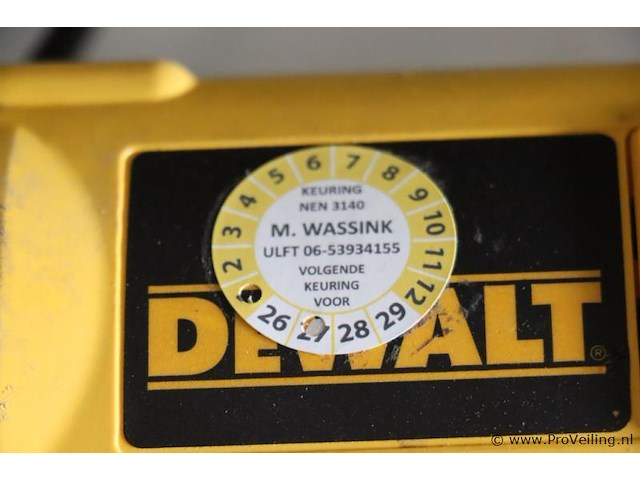 2 3 4 5 6 7 8 9 10 11 12
KEURING
NEN 3140
M. WASSINK
ULFT 06-53934155
VOLGENDE
KEURING
VOOR
26 27 28 29
DEWALT®
© www.ProVeiling.nl